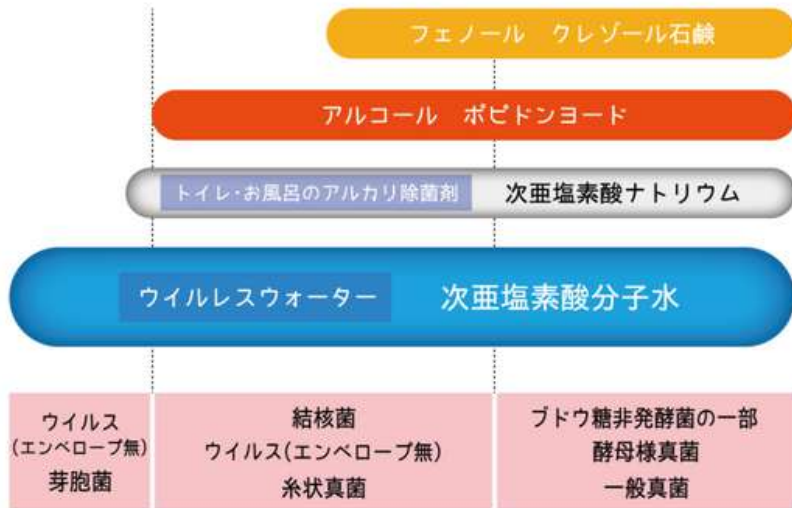 フェノール　クレゾール石鹸
アルコール　ポピドンヨード
トイレ・お風呂のアルカリ除菌剤
次亜塩素酸ナトリウム
ウイルレスウォーター
次亜塩素酸分子水
ウイルス
(エンベロープ無)
芽胞菌
結核菌
ウイルス(エンベロープ無)
糸状真菌
ブドウ糖非発酵菌の一部
酵母様真菌
一般真菌